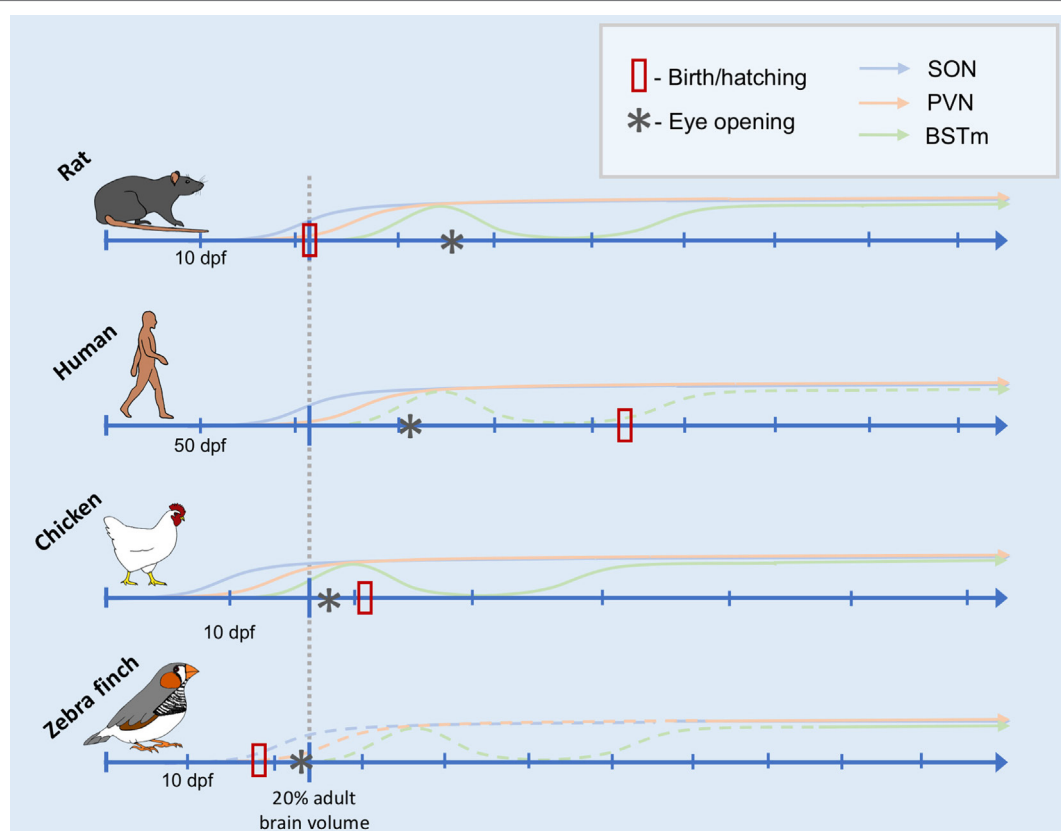 - Birth/hatching
- Eye opening
SON
PVN
BSTm
Rat
10 dpf
Human
50 dpf
Chicken
10 dpf
Zebra finch
10 dpf
20% adult
brain volume